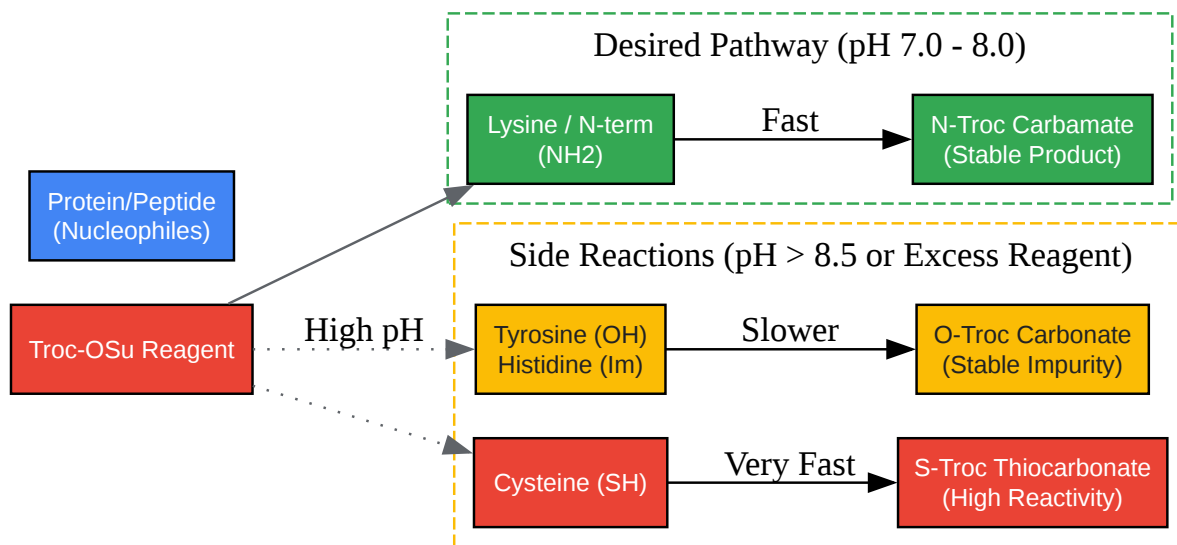 Desired Pathway (pH 7.0 - 8.0)
Lysine / N-term
(NH2)
Fast
N-Troc Carbamate
(Stable Product)
Protein/Peptide
(Nucleophiles)
Side Reactions (pH > 8.5 or Excess Reagent)
Troc-OSu Reagent
High pH
Tyrosine (OH)
Histidine (Im)
Slower
O-Troc Carbonate
(Stable Impurity)
Cysteine (SH)
Very Fast
S-Troc Thiocarbonate
(High Reactivity)